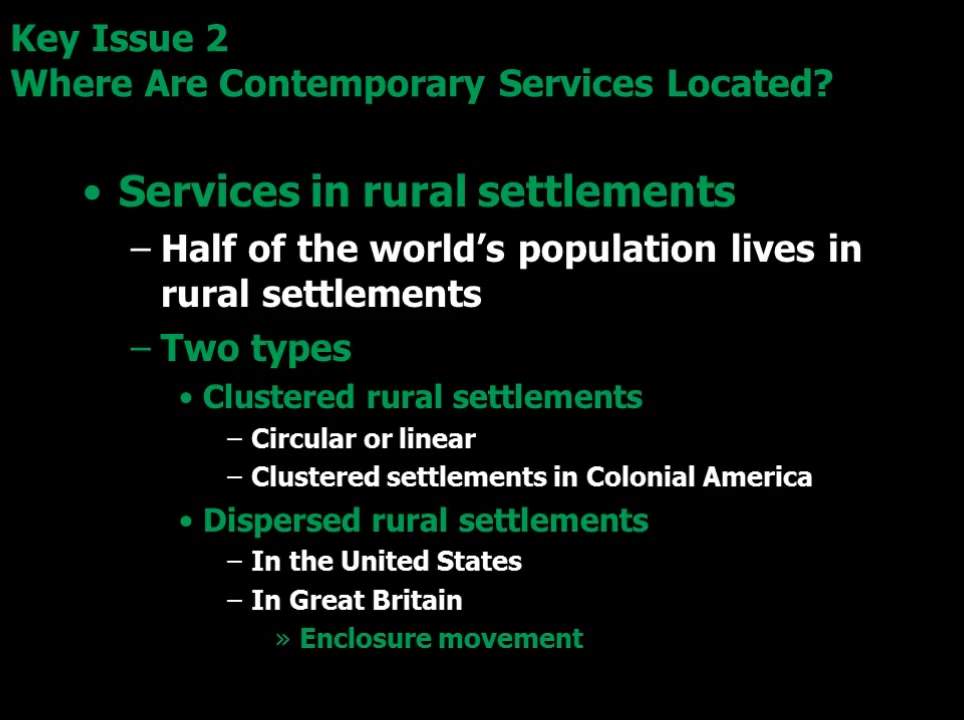 Key Issue 2
Where Are Contemporary Services Located?
• Services in rural settlements
– Half of the world’s population lives in
rural settlements
– Two types
• Clustered rural settlements
– Circular or linear
– Clustered settlements in Colonial America
• Dispersed rural settlements
– In the United States
– In Great Britain
» Enclosure movement